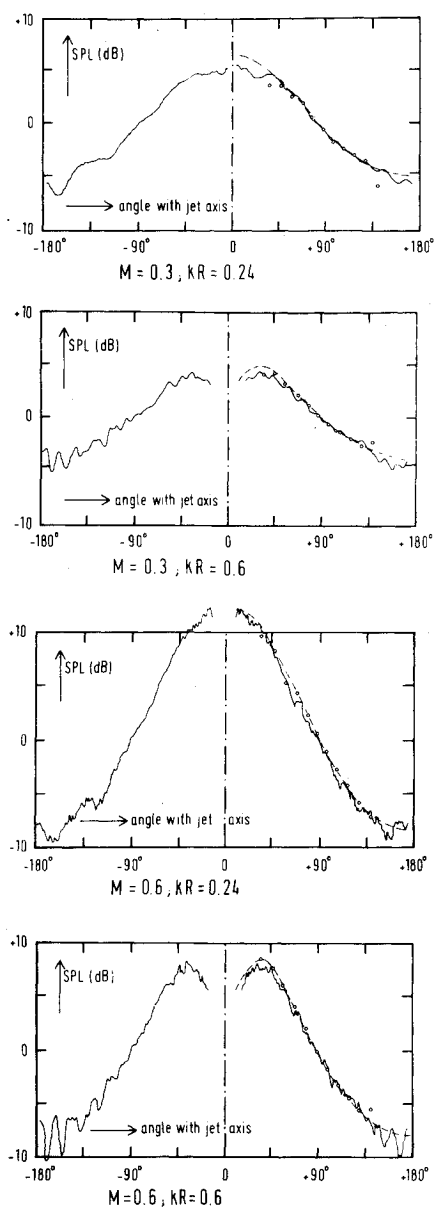 +10
SPL (dB)
0
angle with jet axis
-10
-180° -90° 0 +90° +180°
M = 0.3 ; kR = 0.24
+10
SPL (dB)
0
angle with jet axis
-10
-180° -90° 0 +90° +180°
M = 0.3 ; kR = 0.6
+10
SPL (dB)
0
angle with jet axis
-10
-180° -90° 0 +90° +180°
M = 0.6 ; kR = 0.24
+10
SPL (dB)
0
angle with jet axis
-10
-180° -90° 0 +90° +180°
M=0.6 ; kR=0.6